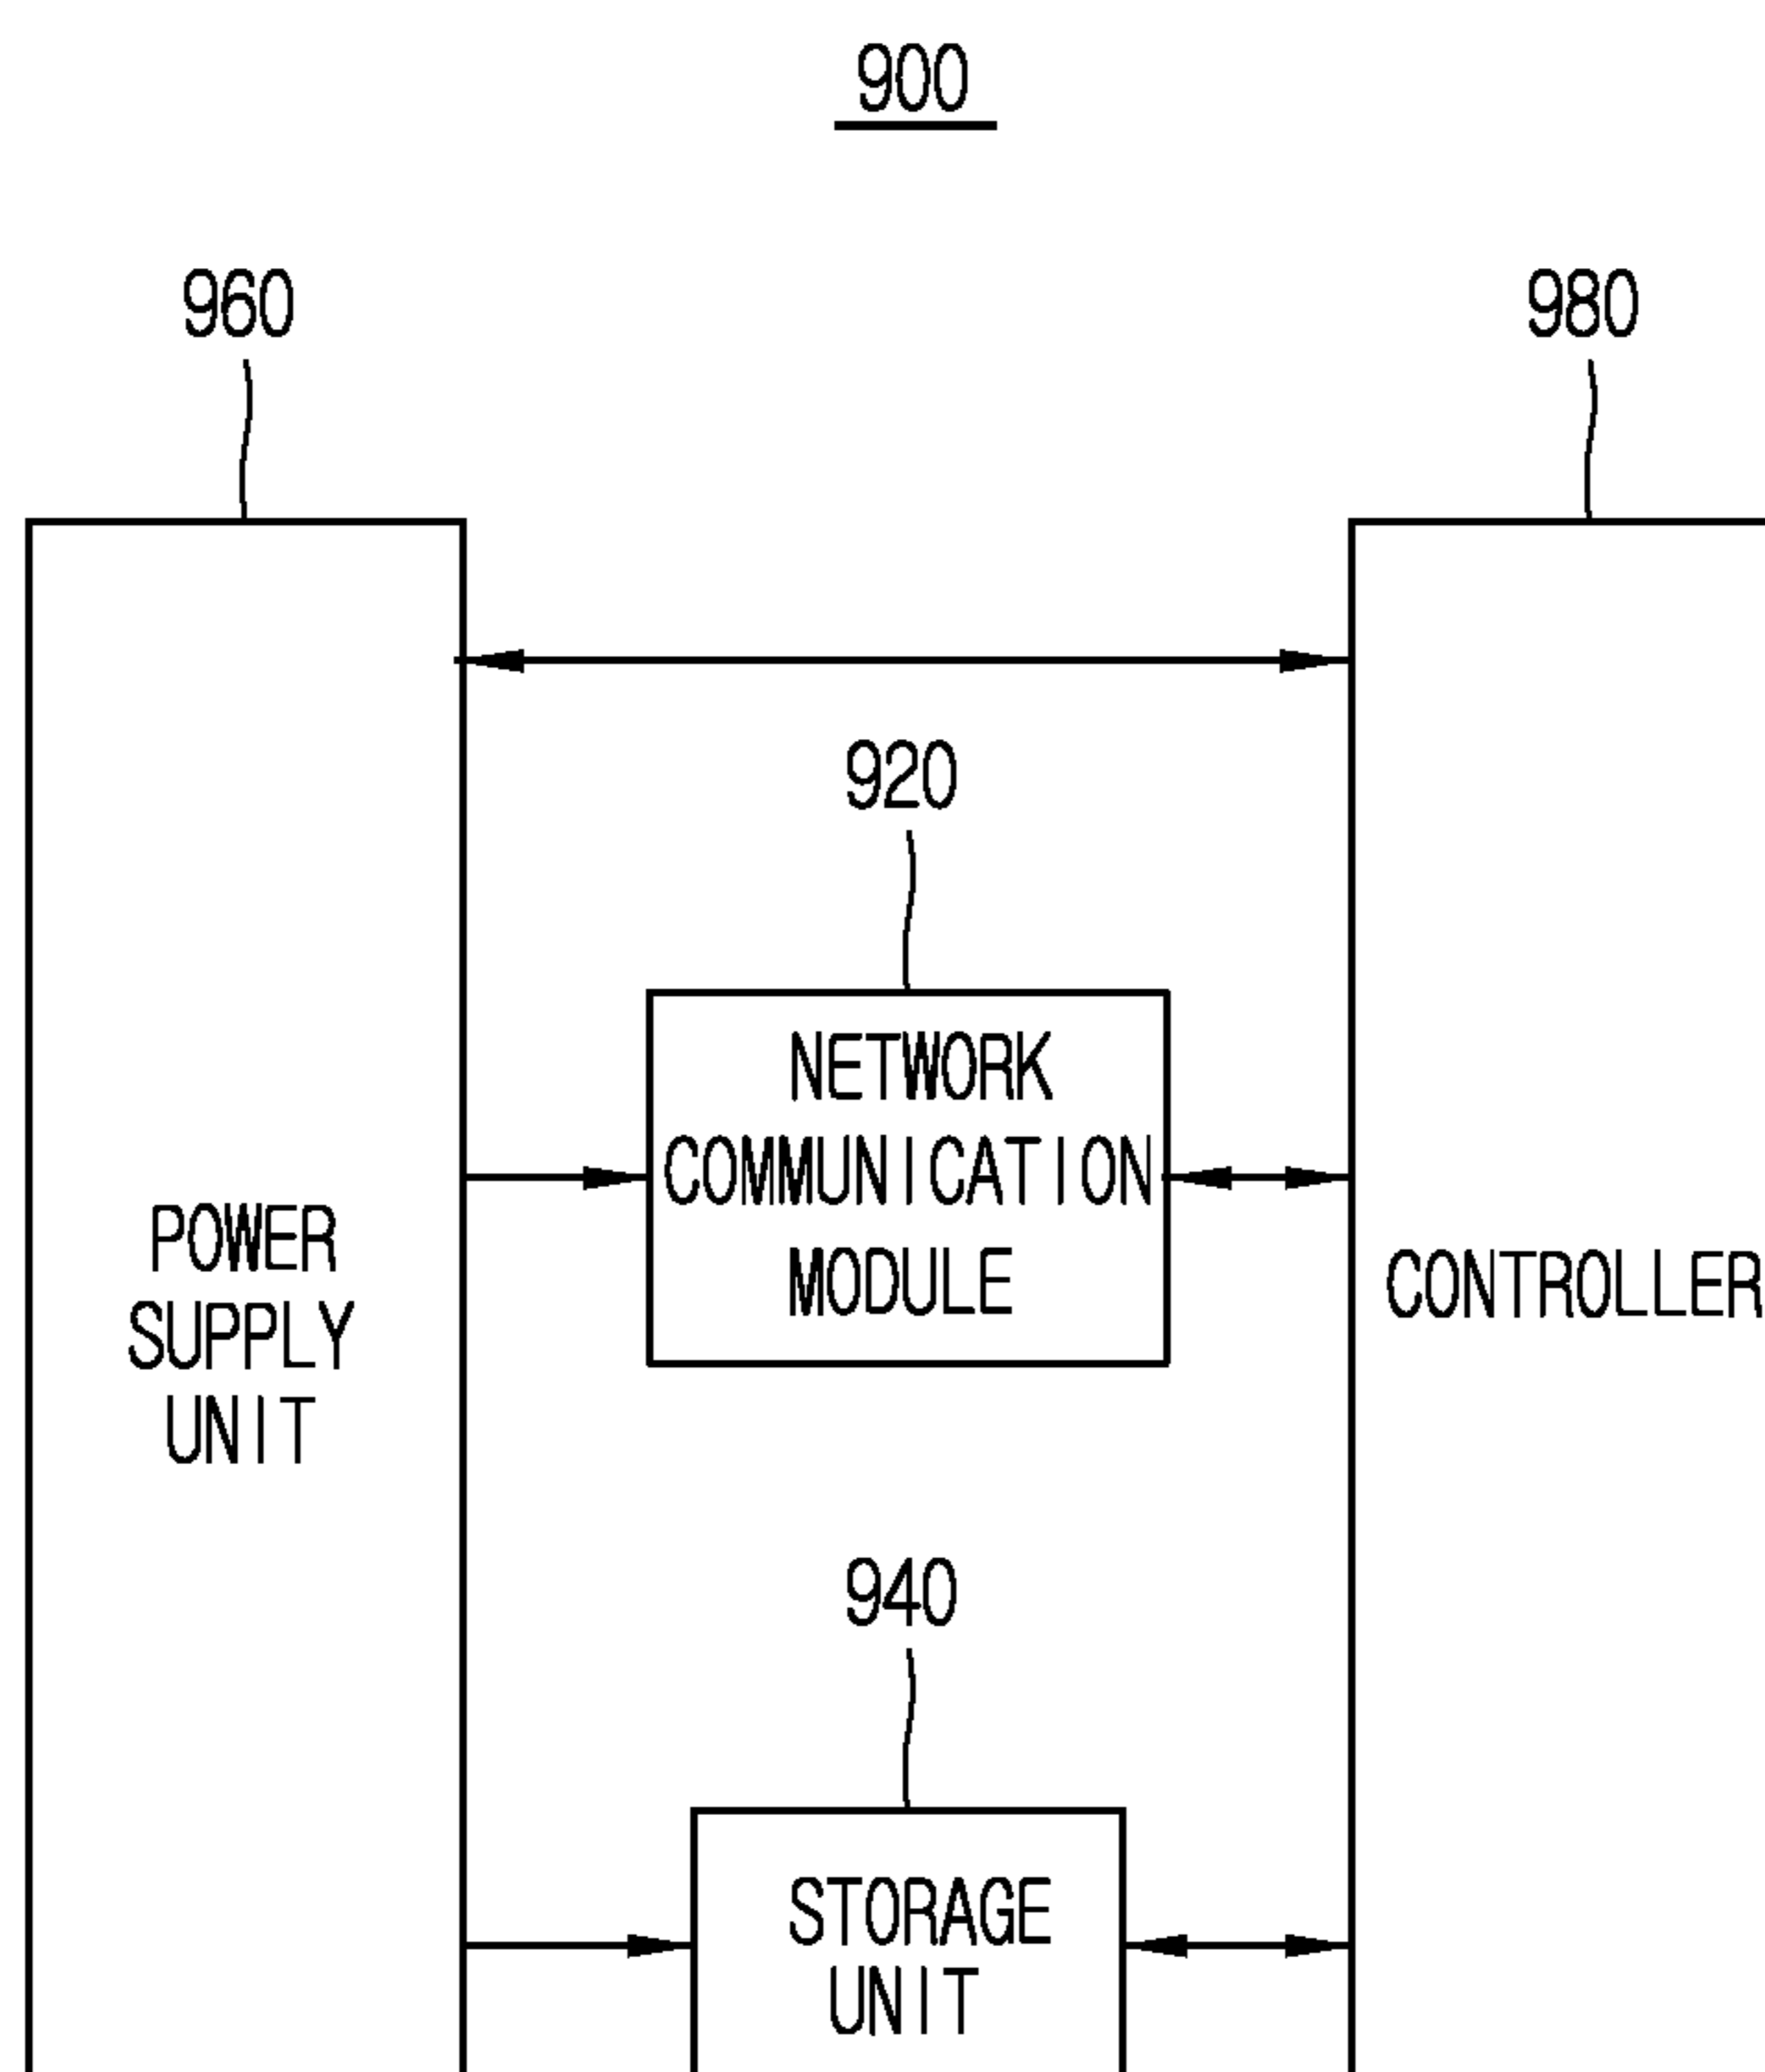 900
960
980
920
NETWORK
COMMUNICATION
MODULE
POWER
SUPPLY
UNIT
CONTROLLER
940
STORAGE
UNIT